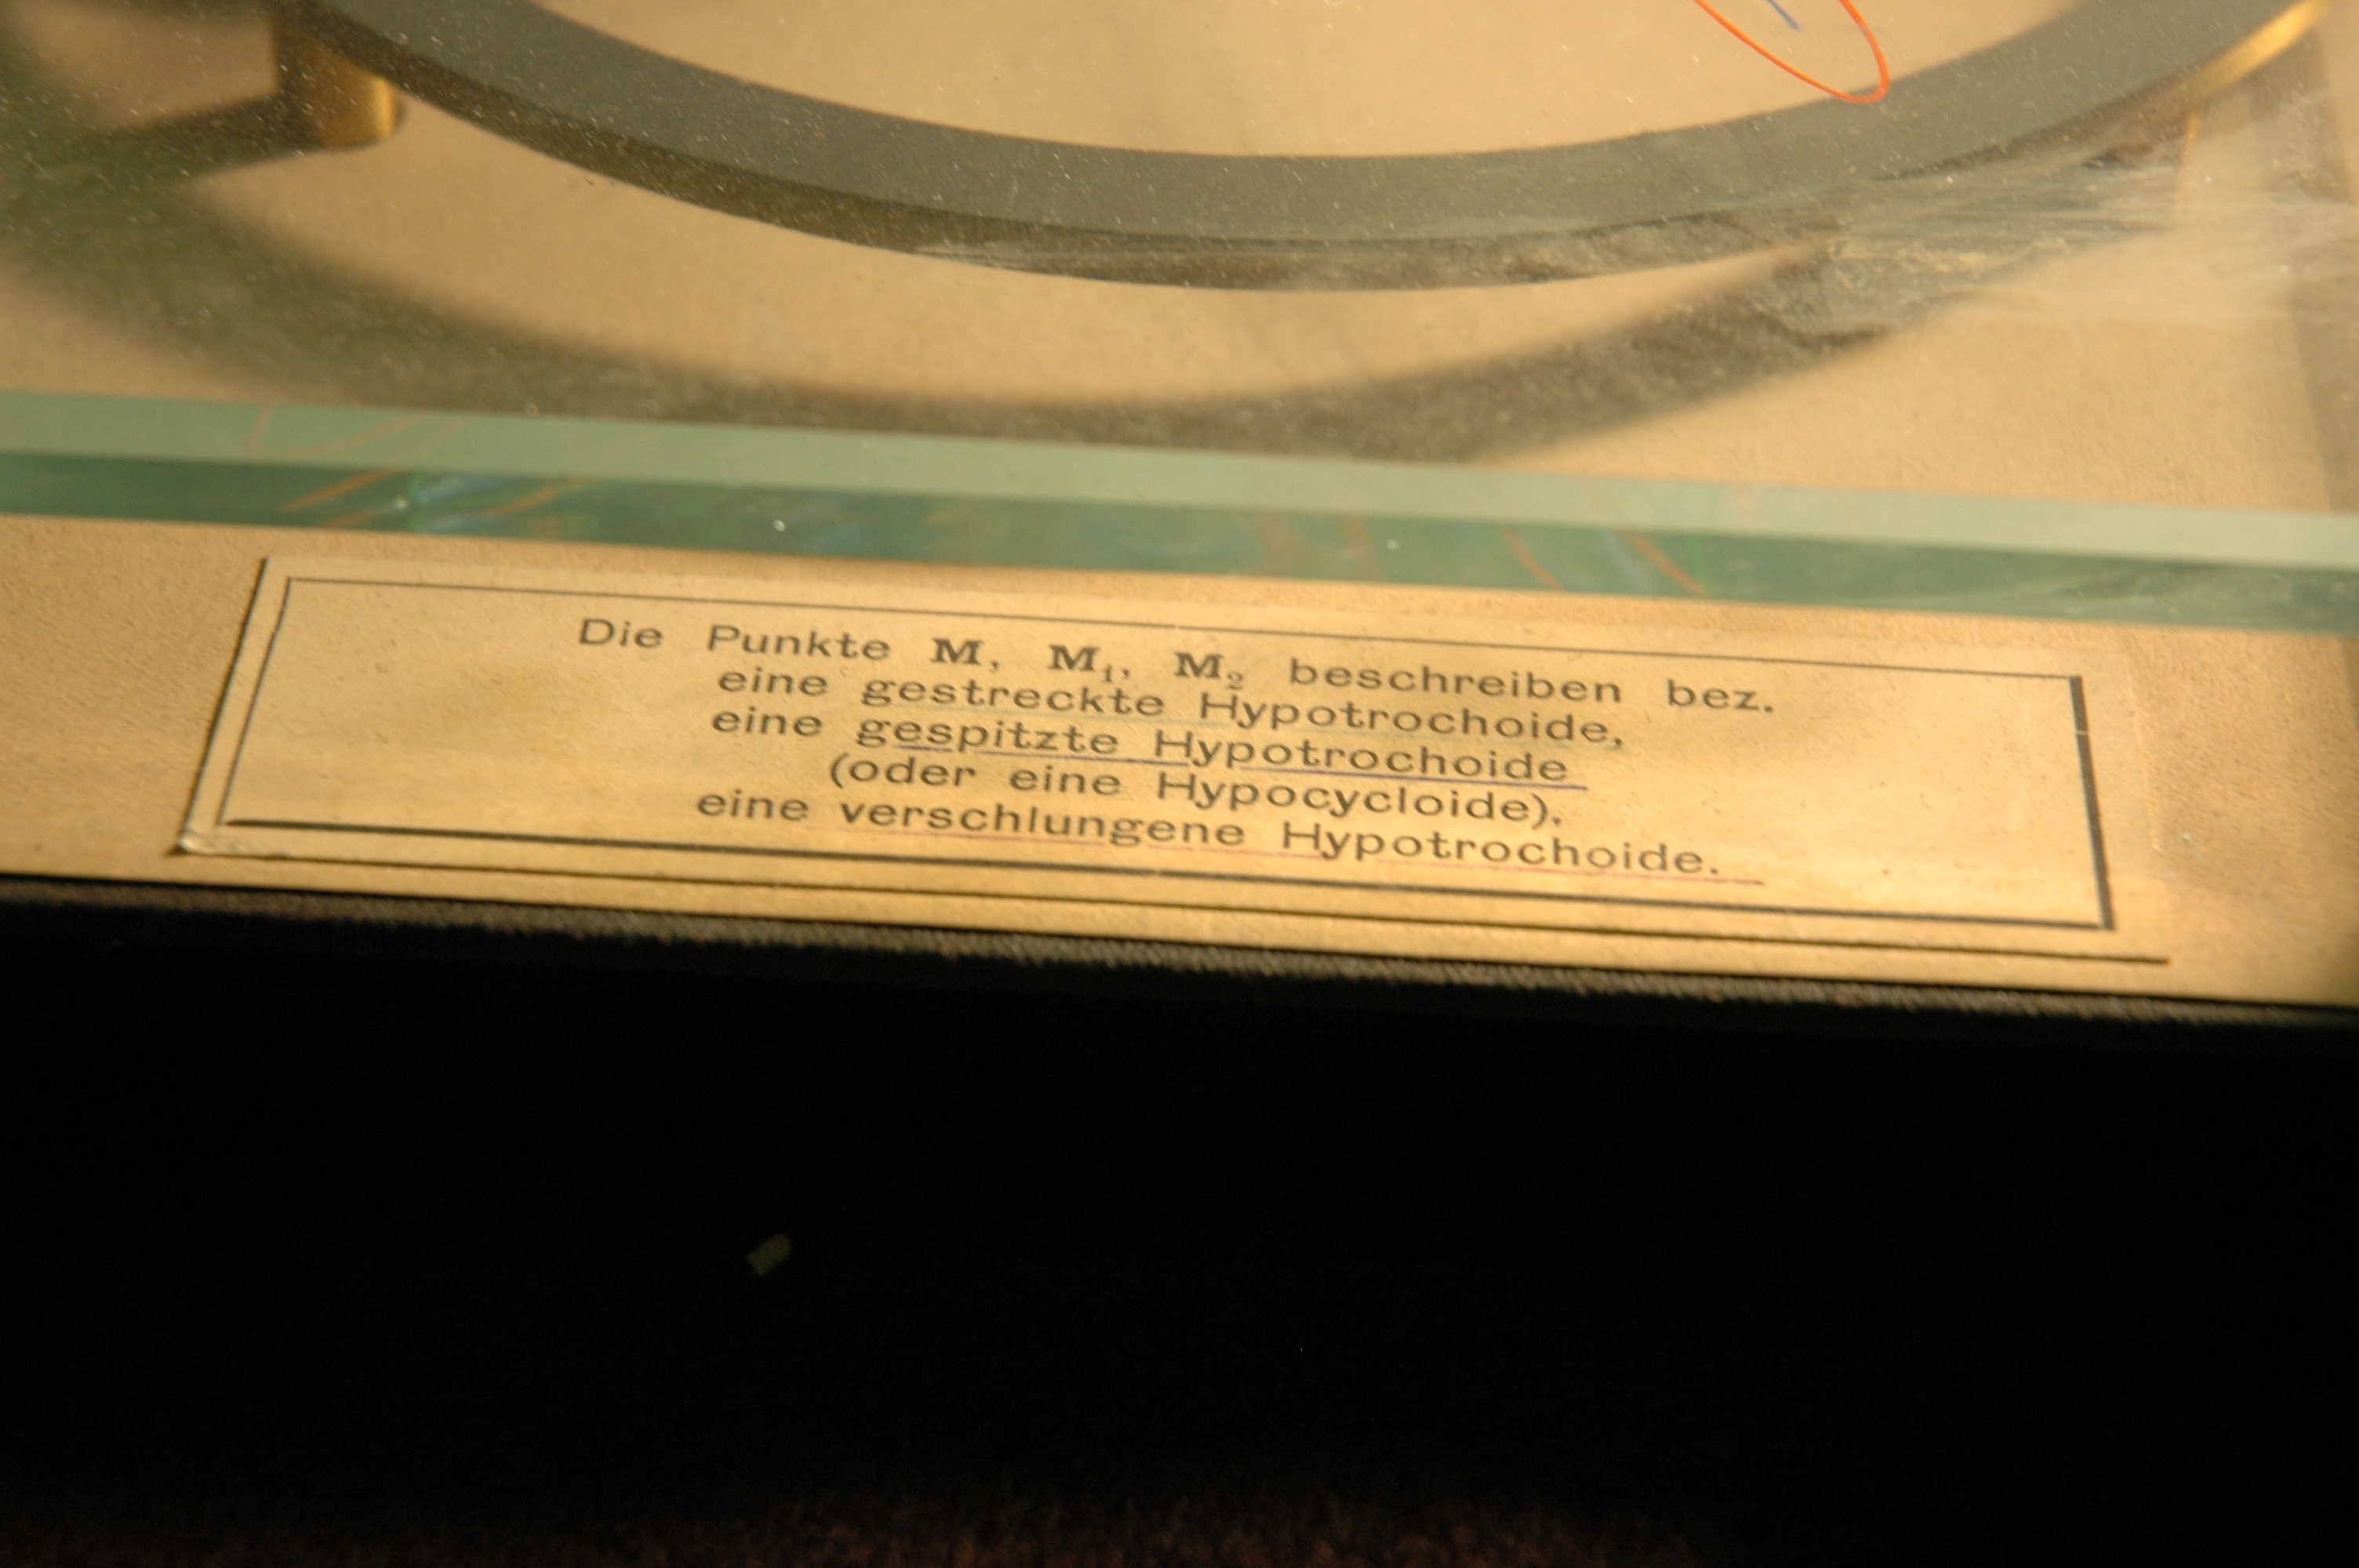 Die Punkte M, M₁, M₂ beschreiben bez.
eine gestreckte Hypotrochoide,
eine gespitzte Hypotrochoide
(oder eine Hypocycloide),
eine verschlungene Hypotrochoide.